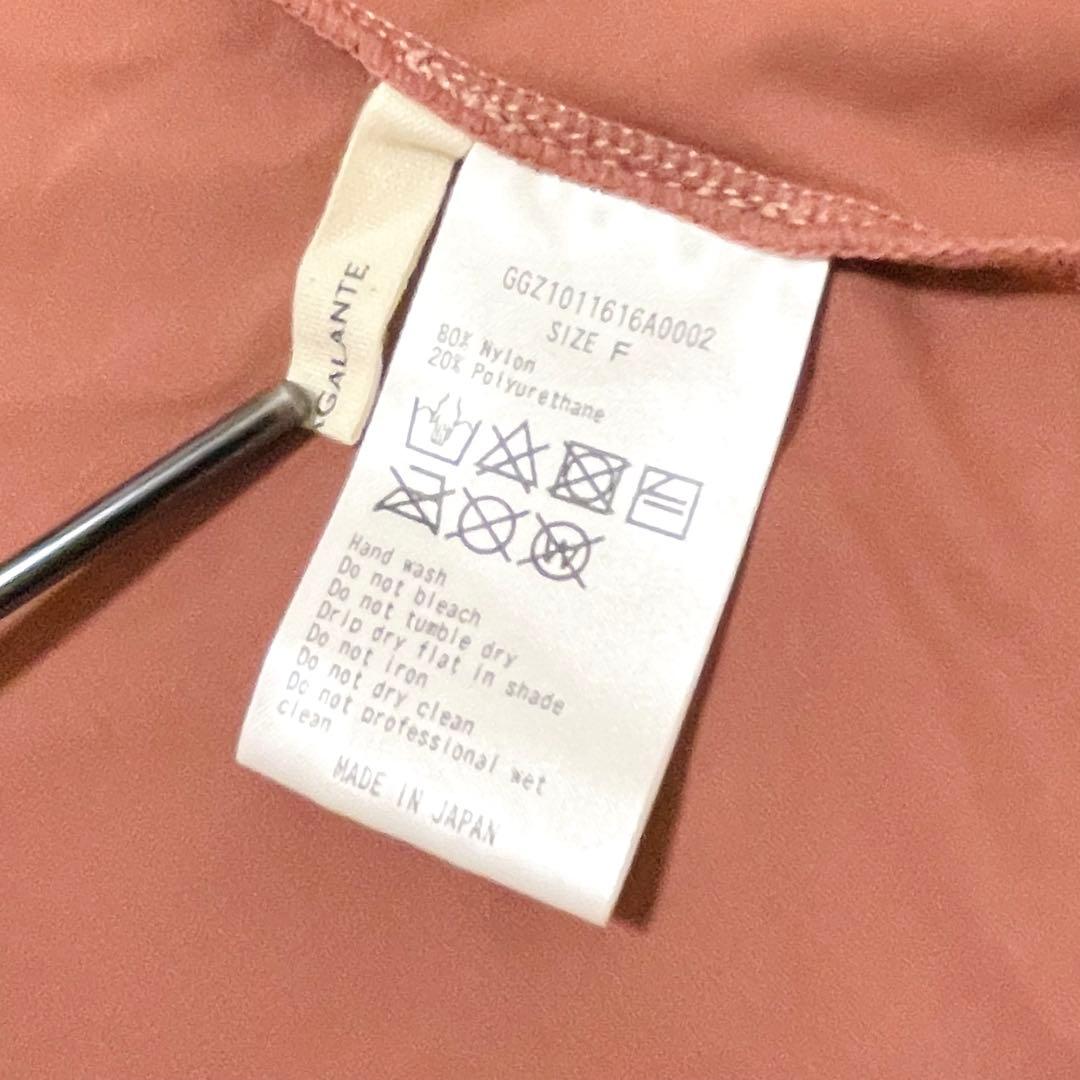 GALANTE
GGZ1011616A0002
SIZE F
80% Nylon
20% Polyurethane
Hand wash
Do not bleach
Do not tumble dry
Drip dry flat in shade
Do not iron
Do not dry clean
Do not professional wet
clean
MADE IN JAPAN